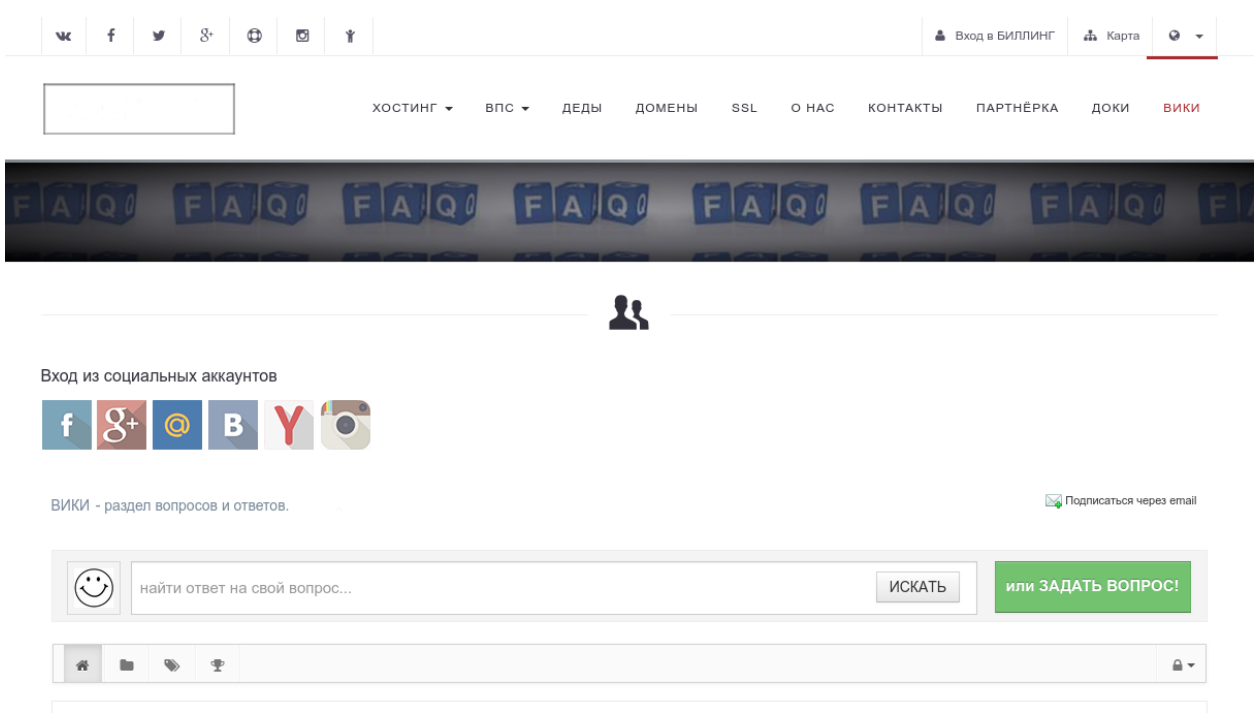 Вход в БИЛЛИНГ Карта
ХОСТИНГ ВПС ДЕДЫ ДОМЕНЫ SSL О НАС КОНТАКТЫ ПАРТНЁРКА ДОКИ ВИКИ
FAQ FAQ FAQ FAQ FAQ FAQ FAQ F
Вход из социальных аккаунтов
ВИКИ - раздел вопросов и ответов.
Подписаться через email
найти ответ на свой вопрос...
ИСКАТЬ
или ЗАДАТЬ ВОПРОС!